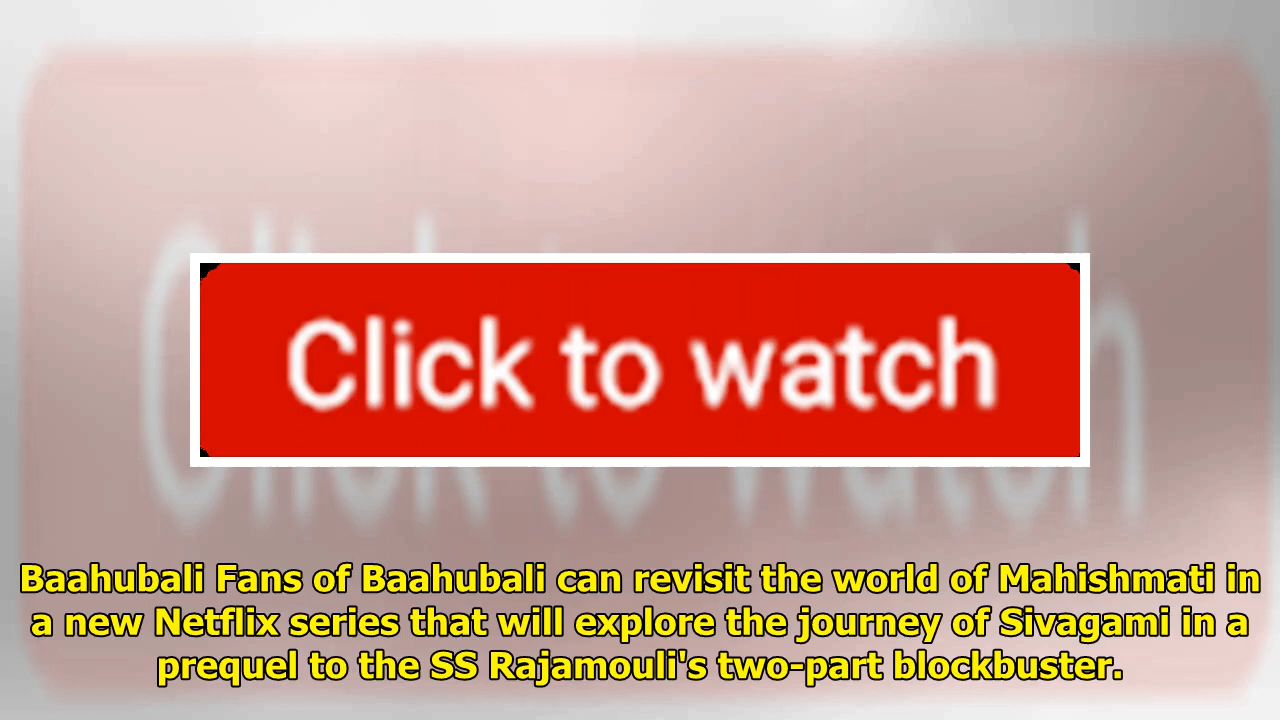 Click to watch
Baahubali Fans of Baahubali can revisit the world of Mahishmati in
a new Netflix series that will explore the journey of Sivagami in a
prequel to the SS Rajamouli's two-part blockbuster.